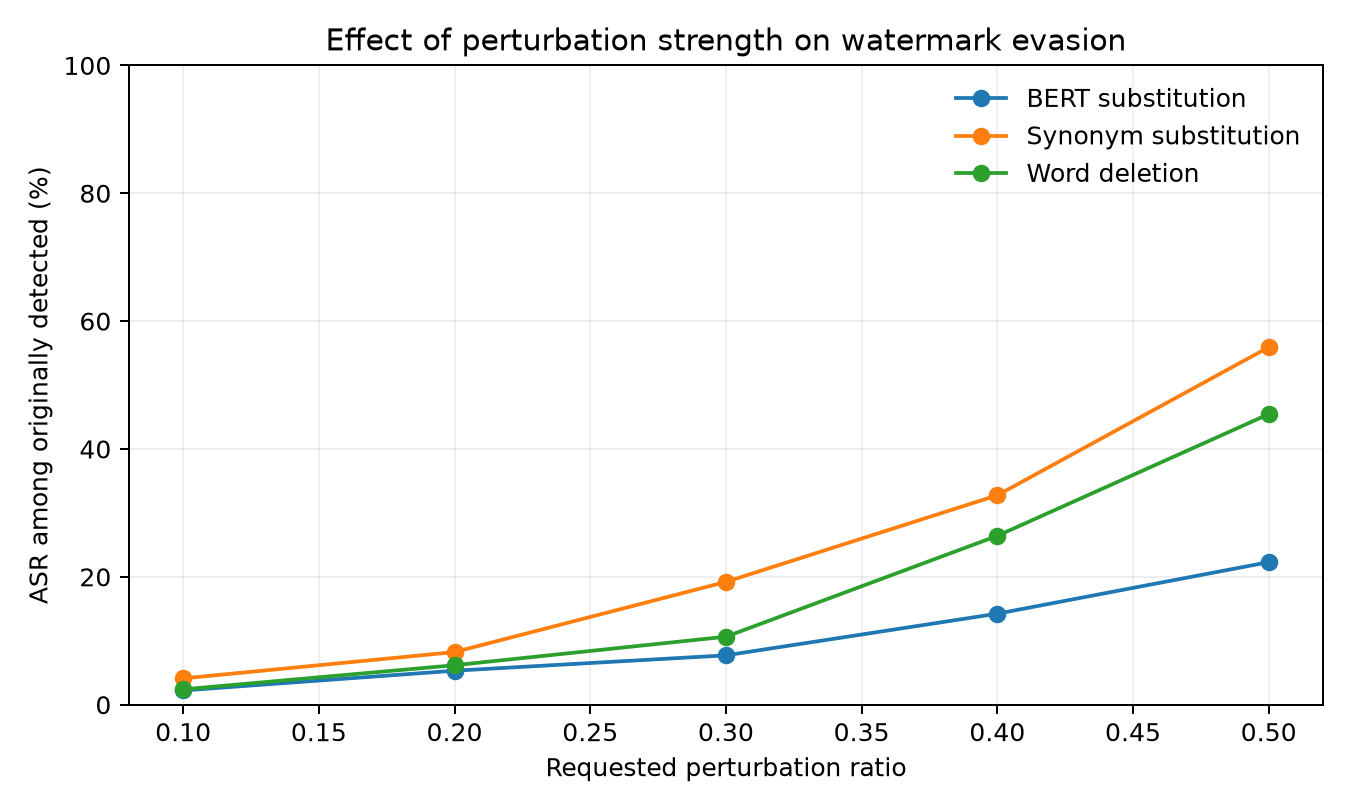 Effect of perturbation strength on watermark evasion
100
80
60
40
20
0
ASR among originally detected (%)
BERT substitution
Synonym substitution
Word deletion
0.10 0.15 0.20 0.25 0.30 0.35 0.40 0.45 0.50
Requested perturbation ratio